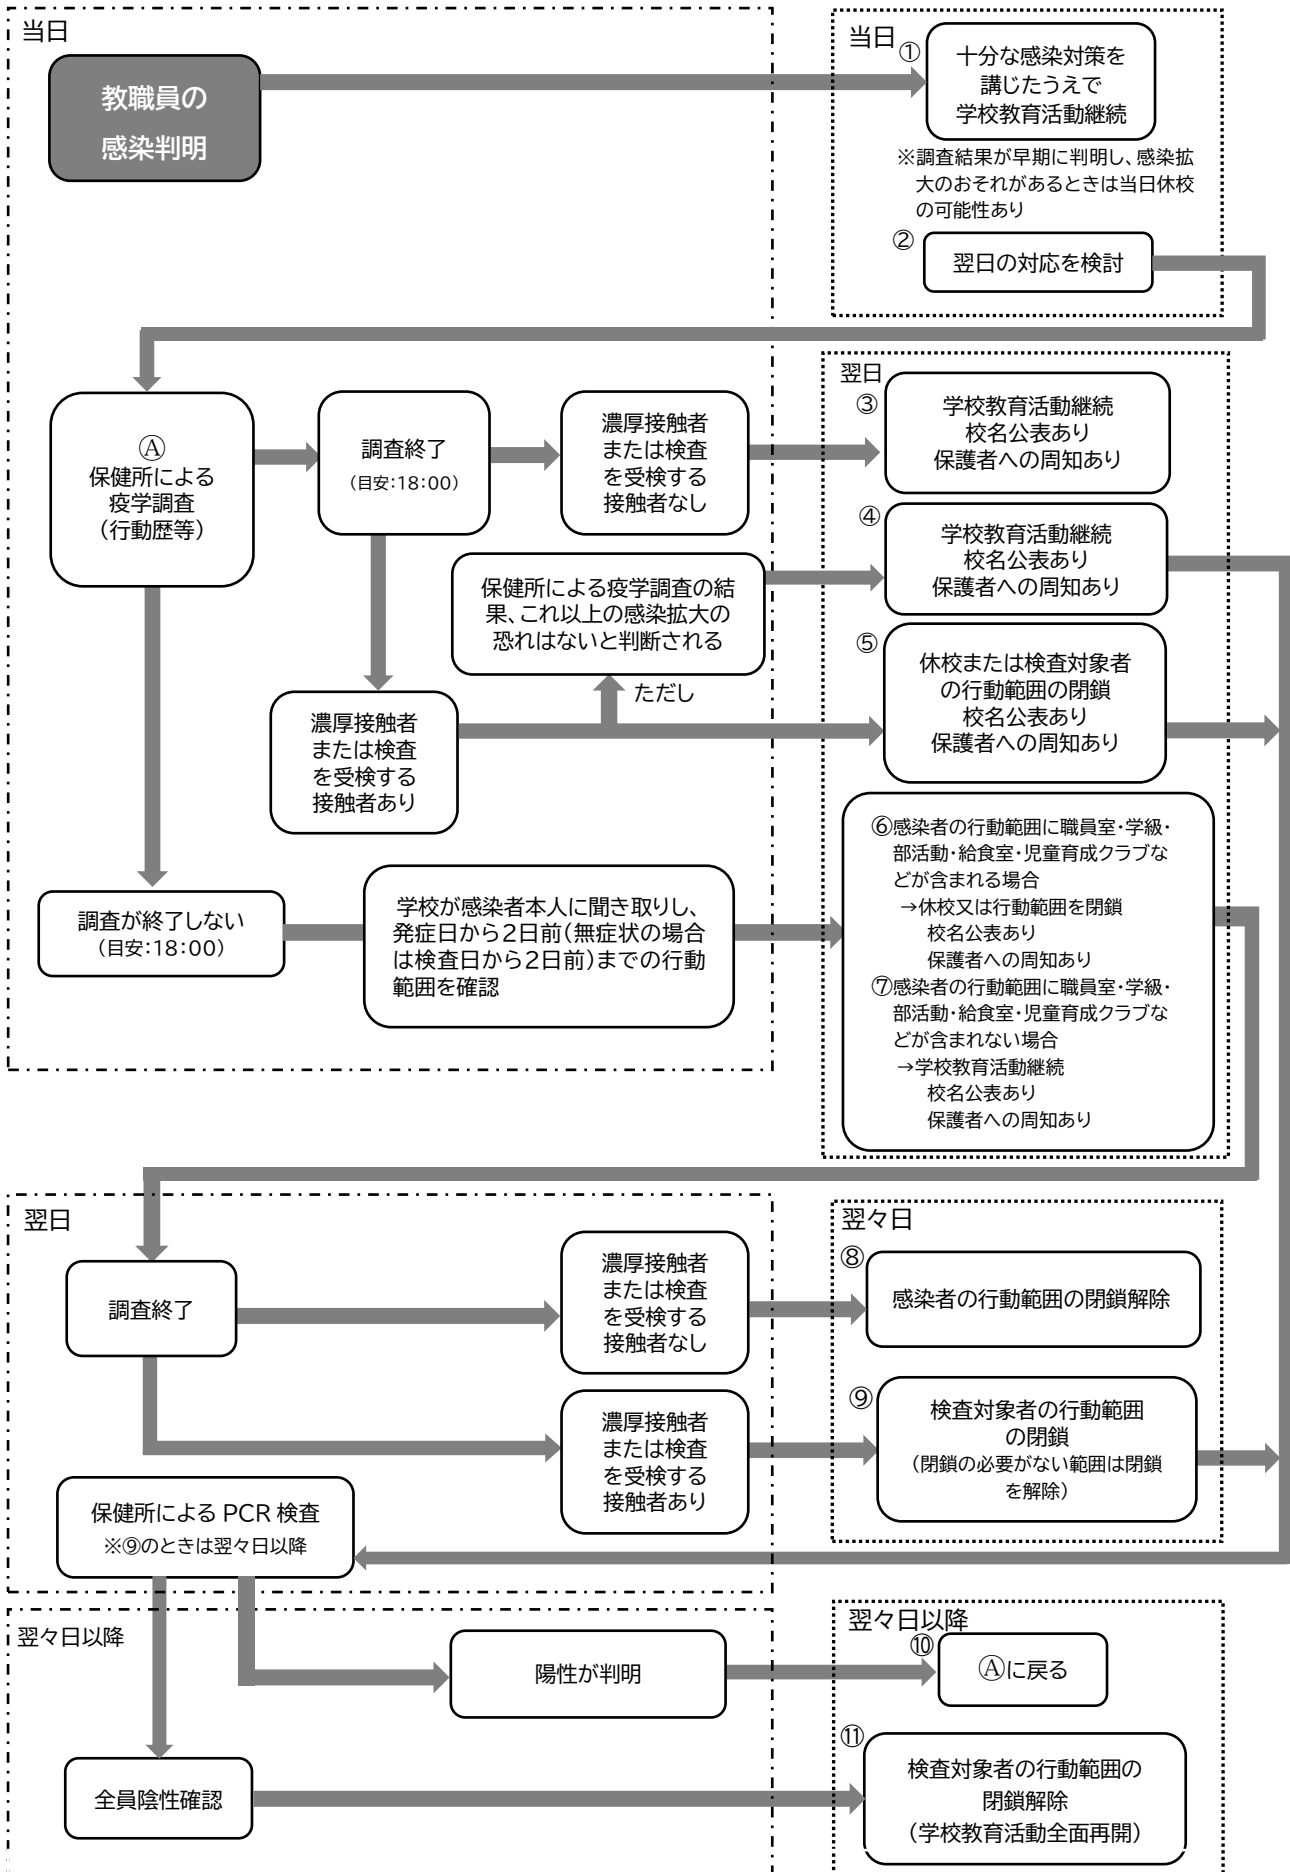 当日
教職員の
感染判明
当日
①
十分な感染対策を
講じたうえで
学校教育活動継続
※調査結果が早期に判明し、感染拡
大のおそれがあるときは当日休校
の可能性あり
②
翌日の対応を検討
Ⓐ
保健所による
疫学調査
（行動歴等）
調査終了
（目安：18：00）
濃厚接触者
または検査
を受検する
接触者なし
翌日
③
学校教育活動継続
校名公表あり
保護者への周知あり
保健所による疫学調査の結
果、これ以上の感染拡大の
恐れはないと判断される
④
学校教育活動継続
校名公表あり
保護者への周知あり
ただし
濃厚接触者
または検査
を受検する
接触者あり
⑤
休校または検査対象者
の行動範囲の閉鎖
校名公表あり
保護者への周知あり
調査が終了しない
（目安：18：00）
学校が感染者本人に聞き取りし、
発症日から2日前（無症状の場合
は検査日から2日前）までの行動
範囲を確認
⑥感染者の行動範囲に職員室・学級・
部活動・給食室・児童育成クラブな
どが含まれる場合
→休校又は行動範囲を閉鎖
校名公表あり
保護者への周知あり
⑦感染者の行動範囲に職員室・学級・
部活動・給食室・児童育成クラブな
どが含まれない場合
→学校教育活動継続
校名公表あり
保護者への周知あり
翌日
調査終了
濃厚接触者
または検査
を受検する
接触者なし
翌々日
⑧
感染者の行動範囲の閉鎖解除
濃厚接触者
または検査
を受検する
接触者あり
⑨
検査対象者の行動範囲
の閉鎖
（閉鎖の必要がない範囲は閉鎖
を解除）
保健所による PCR 検査
※⑨のときは翌々日以降
翌々日以降
陽性が判明
翌々日以降
⑩
Ⓐに戻る
全員陰性確認
⑪
検査対象者の行動範囲の
閉鎖解除
（学校教育活動全面再開）